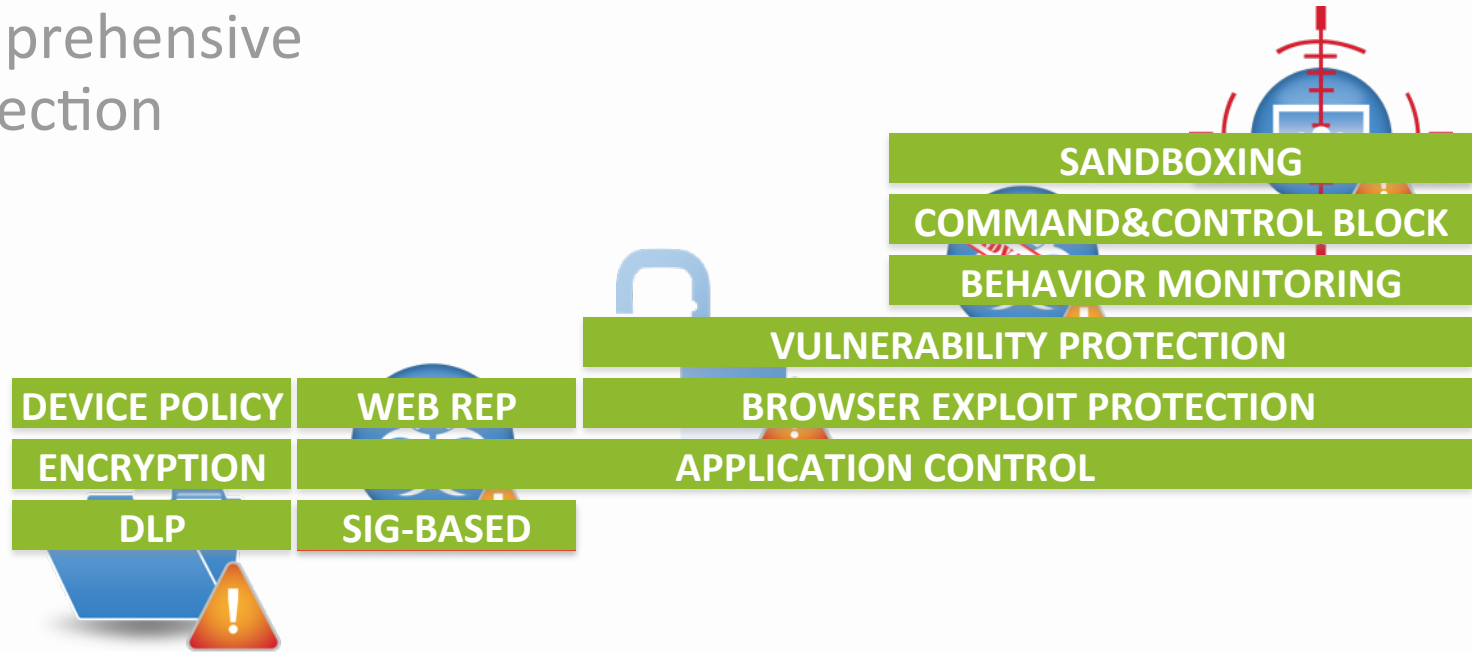 prehensive
ection
SANDBOXING
COMMAND&CONTROL BLOCK
BEHAVIOR MONITORING
VULNERABILITY PROTECTION
DEVICE POLICY WEB REP BROWSER EXPLOIT PROTECTION
ENCRYPTION APPLICATION CONTROL
DLP SIG-BASED